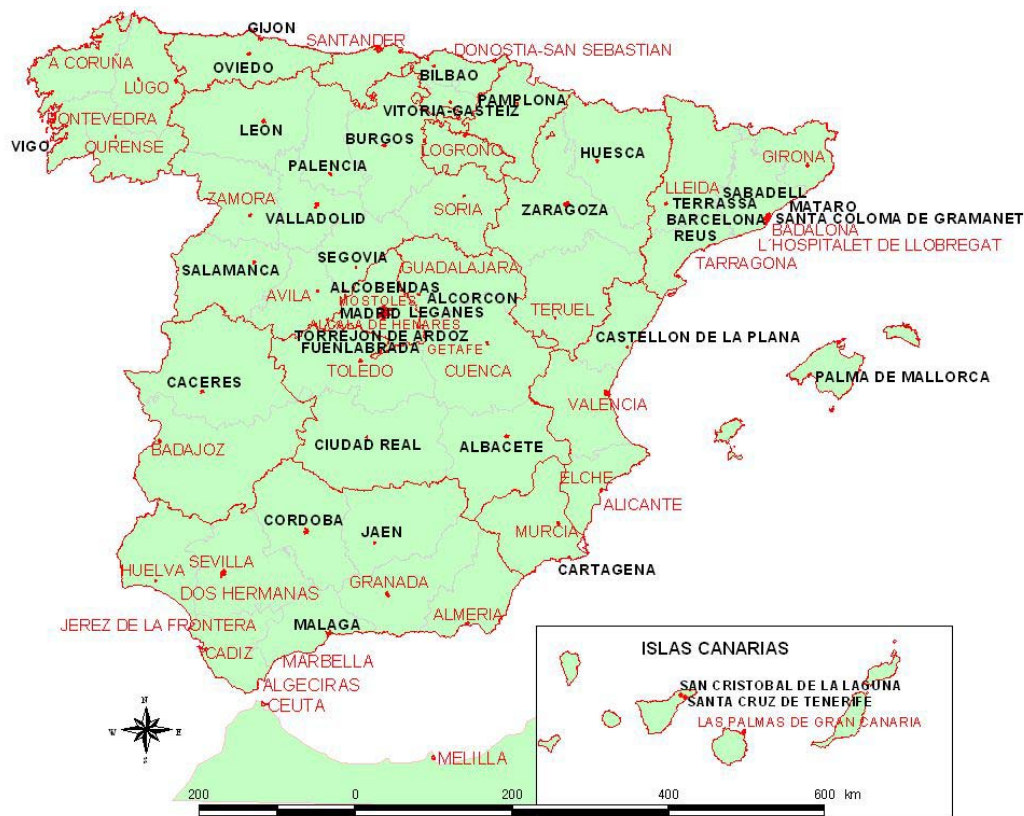 GIJON
SANTANDER
DONOSTIA-SAN SEBASTIAN
A CORUÑA
OVIEDO
BILBAO
LUGO
PAMPLONA
VITORIA-GASTEIZ
PONTEVEDRA
LEON
BURGOS
VIGO
OURENSE
LOGROÑO
HUESCA
GIRONA
PALENCIA
LLEIDA
SABADELL
ZAMORA
SORIA
ZARAGOZA
TERRASSA
MATARO
VALLADOLID
BARCELONA
SANTA COLOMA DE GRAMANET
REUS
BADALONA
L´HOSPITALET DE LLOBREGAT
SEGOVIA
TARRAGONA
SALAMANCA
GUADALAJARA
AVILA
ALCOBENDAS
MOSTOLES
ALCORCON
MADRID
LEGANES
TERUEL
ALCALA DE HENARES
TORREJON DE ARDOZ
CASTELLON DE LA PLANA
FUENLABRADA
GETAFE
TOLEDO
CUENCA
CACERES
PALMA DE MALLORCA
VALENCIA
BADAJOZ
CIUDAD REAL
ALBACETE
ELCHE
ALICANTE
CORDOBA
JAEN
MURCIA
SEVILLA
HUELVA
CARTAGENA
DOS HERMANAS
GRANADA
JEREZ DE LA FRONTERA
MALAGA
ALMERIA
CADIZ
MARBELLA
ALGECIRAS
CEUTA
MELILLA
ISLAS CANARIAS
SAN CRISTOBAL DE LA LAGUNA
SANTA CRUZ DE TENERIFE
LAS PALMAS DE GRAN CANARIA
N
W E
S
200 0 200 400 600 km